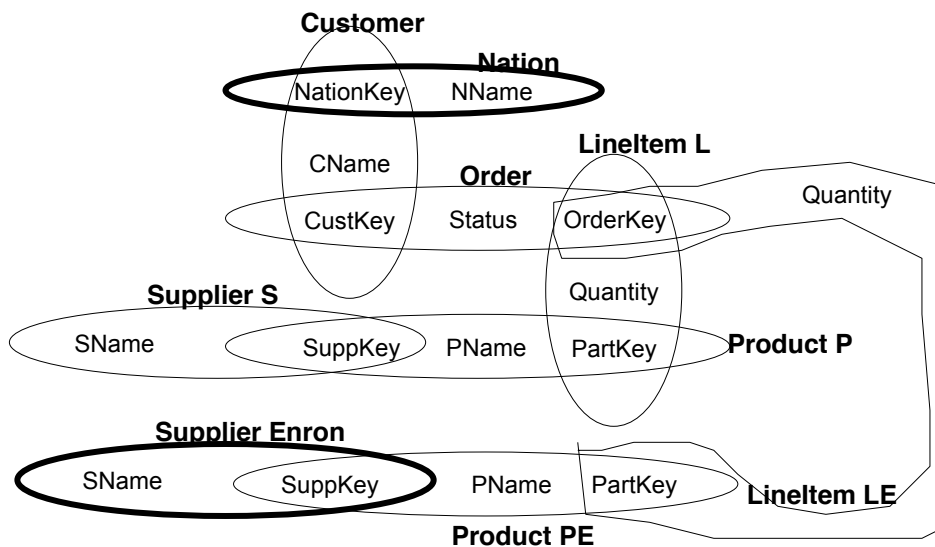 Customer
Nation
NationKey NName
LineItem L
CName
Order
Quantity
CustKey Status OrderKey
Supplier S
Quantity
SName SuppKey PName PartKey Product P
Supplier Enron
SName SuppKey PName PartKey
LineItem LE
Product PE